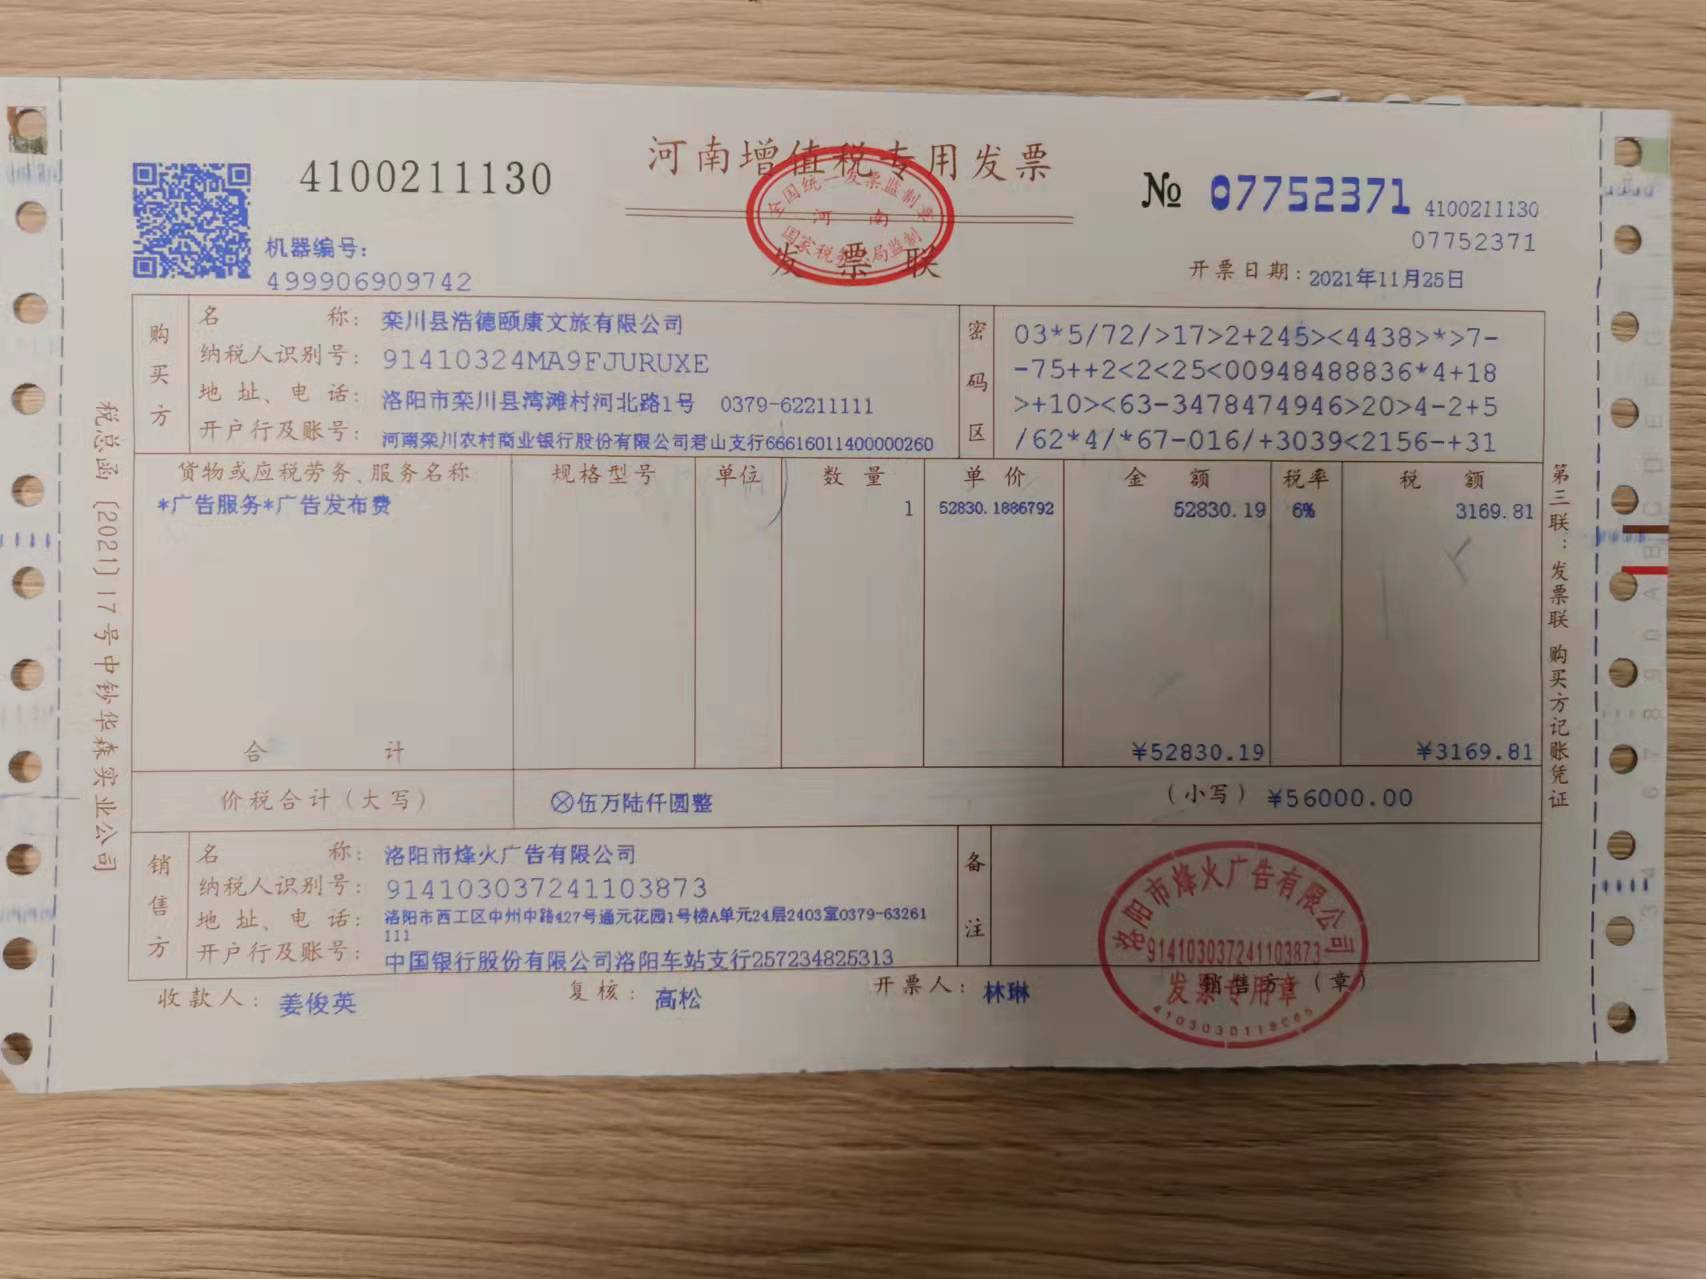 4100211130
河南增值税专用发票
全国统一发票监制章
河南
国家税务总局监制
发票联
№ 07752371
4100211130
07752371
机器编号:
499906909742
开票日期: 2021年11月25日
购买方
名称: 栾川县浩德颐康文旅有限公司
纳税人识别号: 91410324MA9FJURUXE
地址、电话: 洛阳市栾川县湾滩村河北路1号 0379-62211111
开户行及账号: 河南栾川农村商业银行股份有限公司君山支行66616011400000260
密码区
03*5/72/>17>2+245><4438>*>7-
-75++2<2<25<00948488836*4+18
>+10><63-3478474946>20>4-2+5
/62*4/*67-016/+3039<2156-+31
货物或应税劳务、服务名称 规格型号 单位 数量 单价 金额 税率 税额
*广告服务*广告发布费 1 52830.1886792 52830.19 6% 3169.81
合计 ¥52830.19 ¥3169.81
价税合计(大写) ⊗伍万陆仟圆整 (小写) ¥56000.00
销售方
名称: 洛阳市烽火广告有限公司
纳税人识别号: 914103037241103873
地址、电话: 洛阳市西工区中州中路427号通元花园1号楼A单元24层2403室0379-63261
111
开户行及账号: 中国银行股份有限公司洛阳车站支行257234825313
备注
收款人: 姜俊英 复核: 高松 开票人: 林琳 销售方:(章)
洛阳市烽火广告有限公司
914103037241103873
发票专用章
税总函〔2021〕17号中钞华森实业公司
第三联:发票联 购买方记账凭证